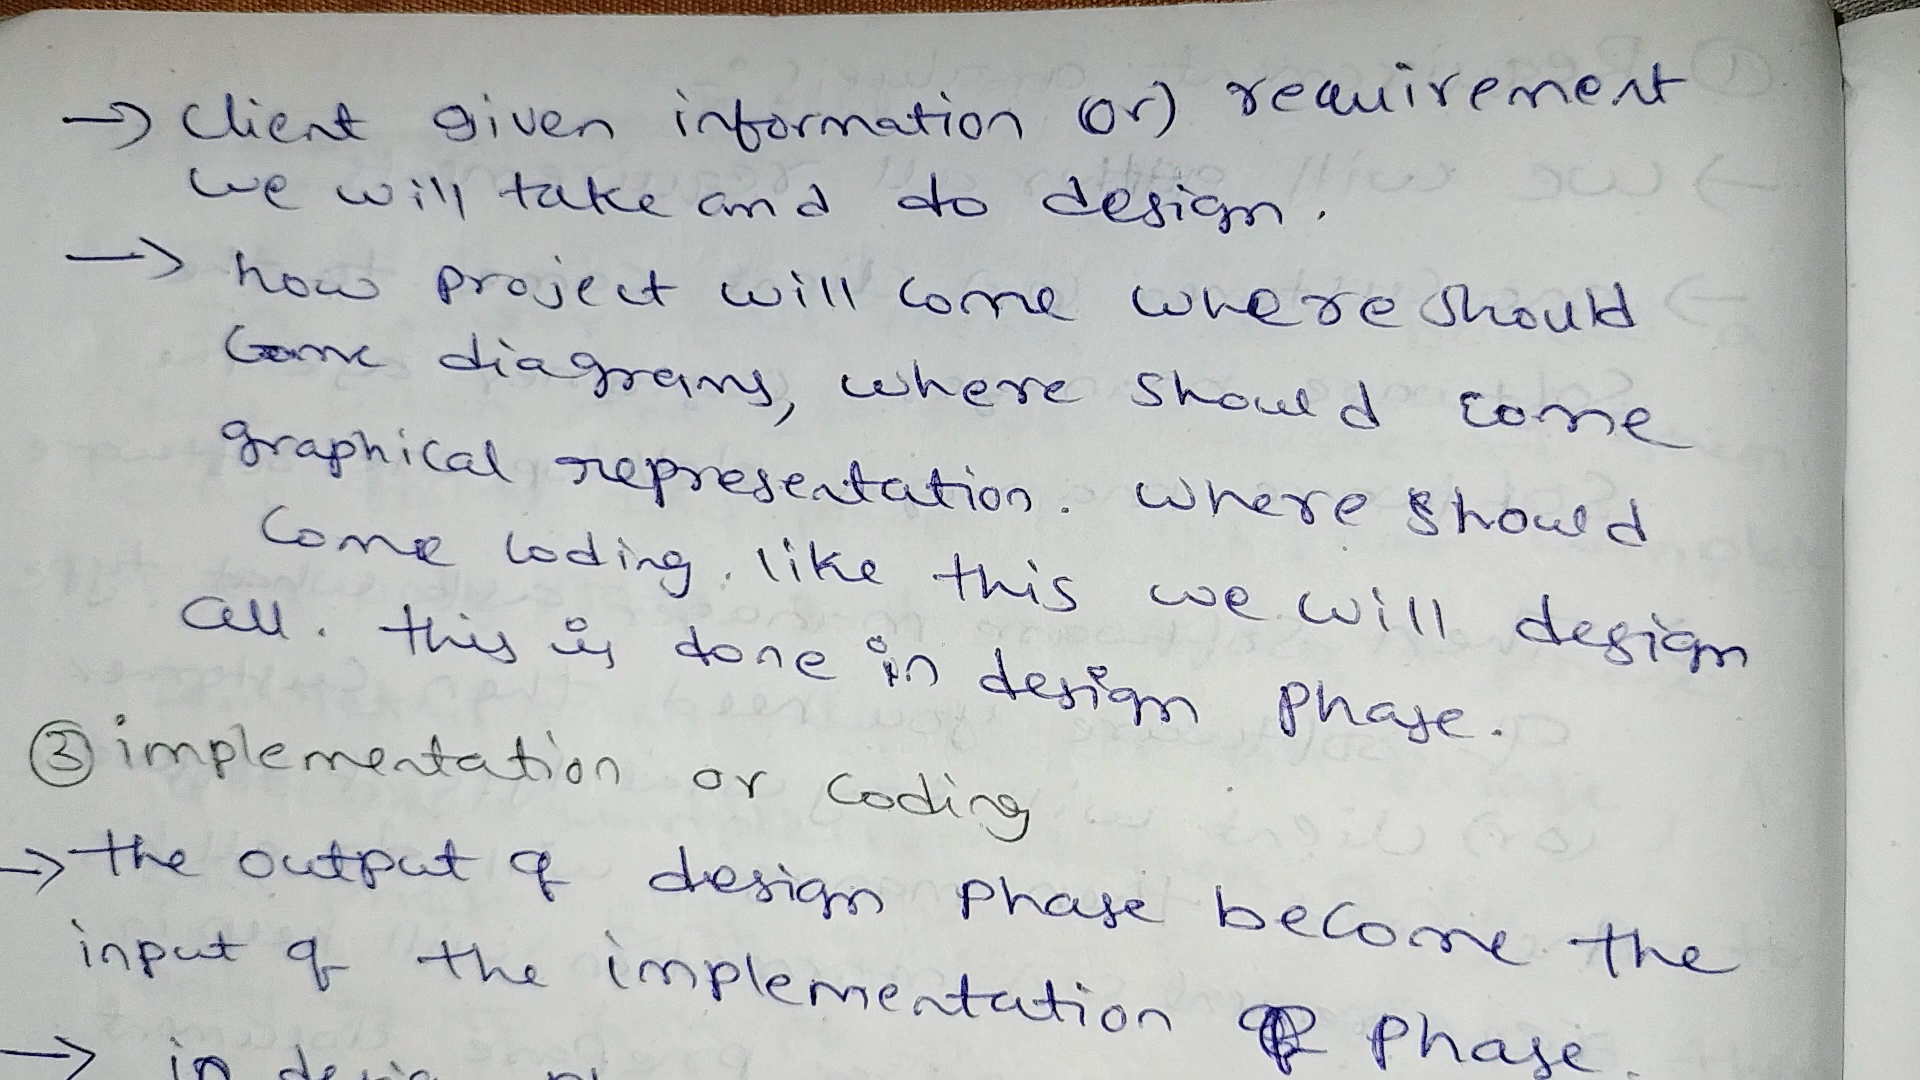 → client given information (or) requirement
we will take and do design.
→ how project will come where should
come diagrams, where should come
graphical representation. where should
come coding. like this we will design
all. this is done in design phase.
③ implementation or coding
→ the output of design phase become the
input of the implementation phase.
→ in